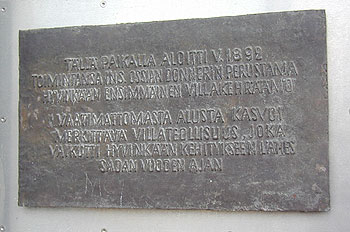 TÄLLÄ PAIKALLA ALOITTI V. 1892
TOIMINTANSA INS. OSSIAN DONNERIN PERUSTAMA
HYVINKÄÄN ENSIMMÄINEN VILLAKEHRÄÄMÖ
VAATIMATTOMASTA ALUSTA KASVOI
MERKITTÄVÄ VILLATEOLLISUUS, JOKA
VAIKUTTI HYVINKÄÄN KEHITYKSEEN LÄHES
SADAN VUODEN AJAN